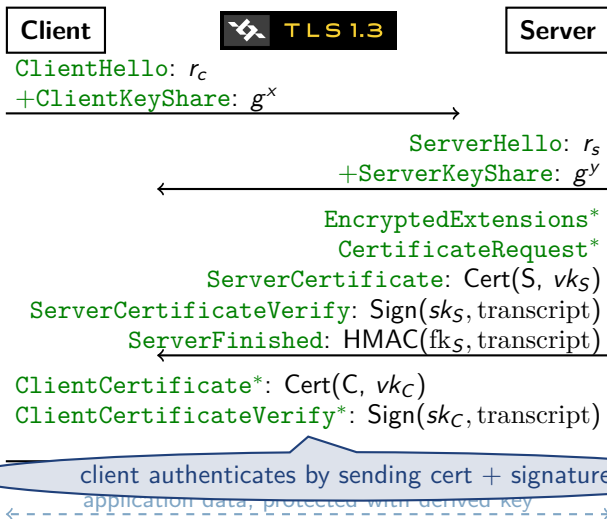 Client
TLS 1.3
Server
ClientHello: r_c
+ClientKeyShare: g^x
ServerHello: r_s
+ServerKeyShare: g^y
EncryptedExtensions*
CertificateRequest*
ServerCertificate: Cert(S, vk_S)
ServerCertificateVerify: Sign(sk_S, transcript)
ServerFinished: HMAC(fk_S, transcript)
ClientCertificate*: Cert(C, vk_C)
ClientCertificateVerify*: Sign(sk_C, transcript)
client authenticates by sending cert + signature
application data, protected with derived key